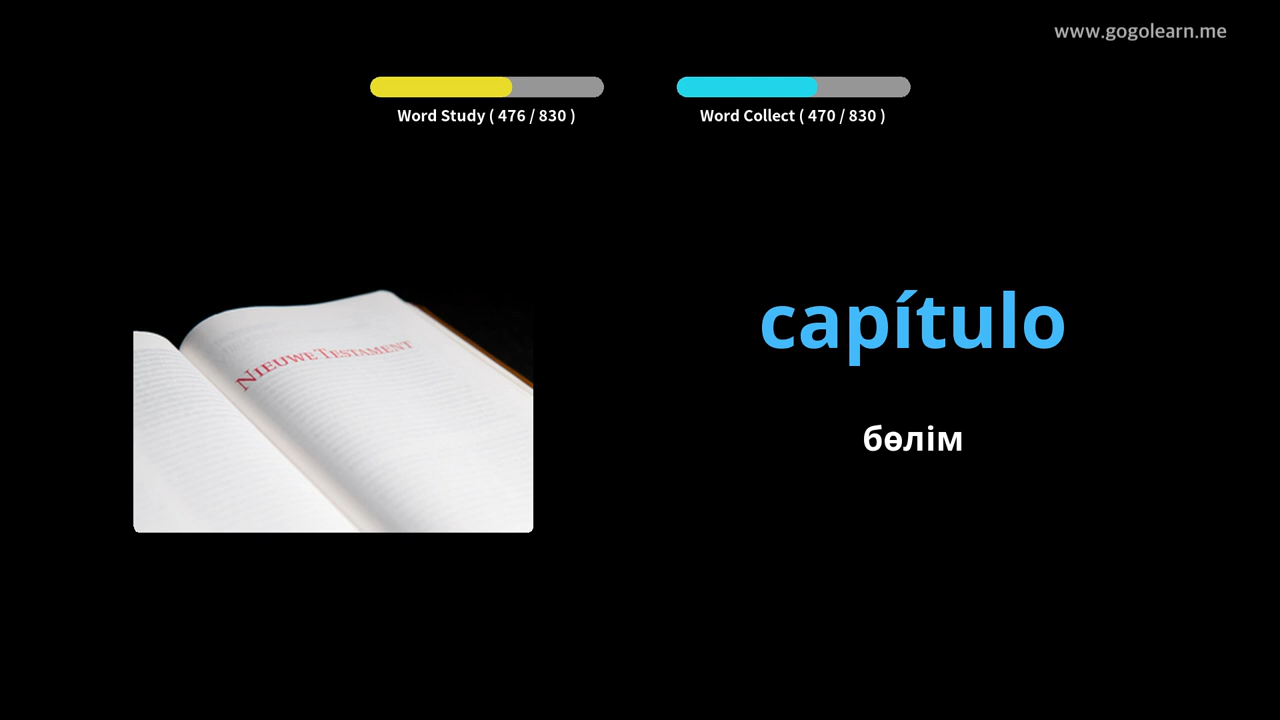 www.gogolearn.me
Word Study ( 476 / 830 )
Word Collect ( 470 / 830 )
NIEUWE TESTAMENT
capítulo
бөлім